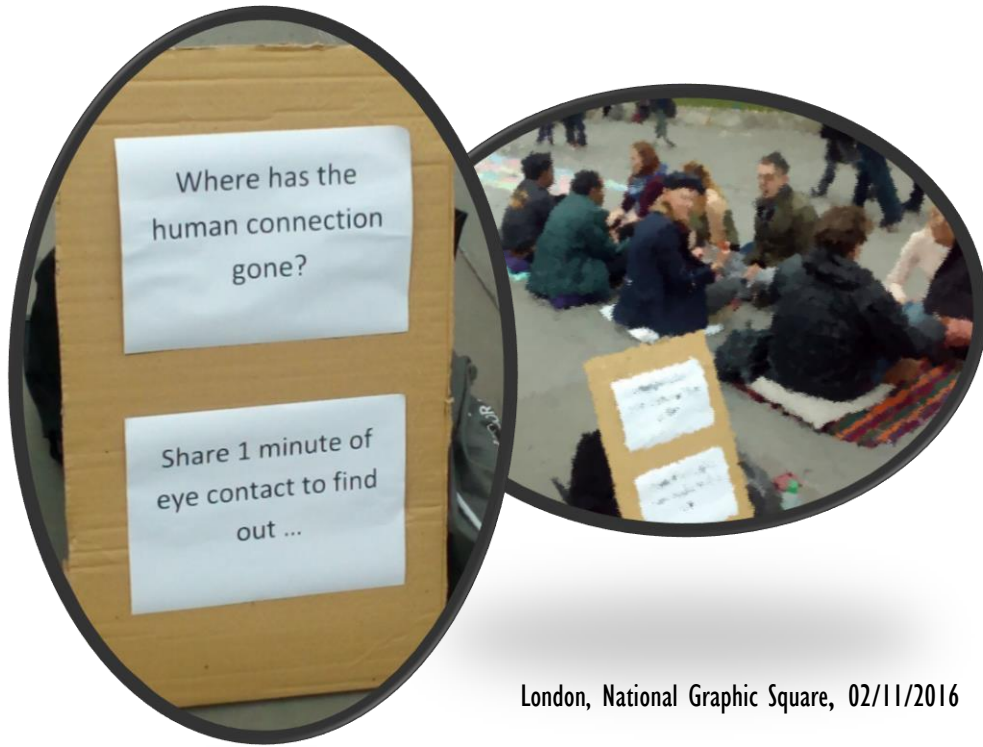 Where has the
human connection
gone?
Share 1 minute of
eye contact to find
out ...
London, National Graphic Square, 02/11/2016